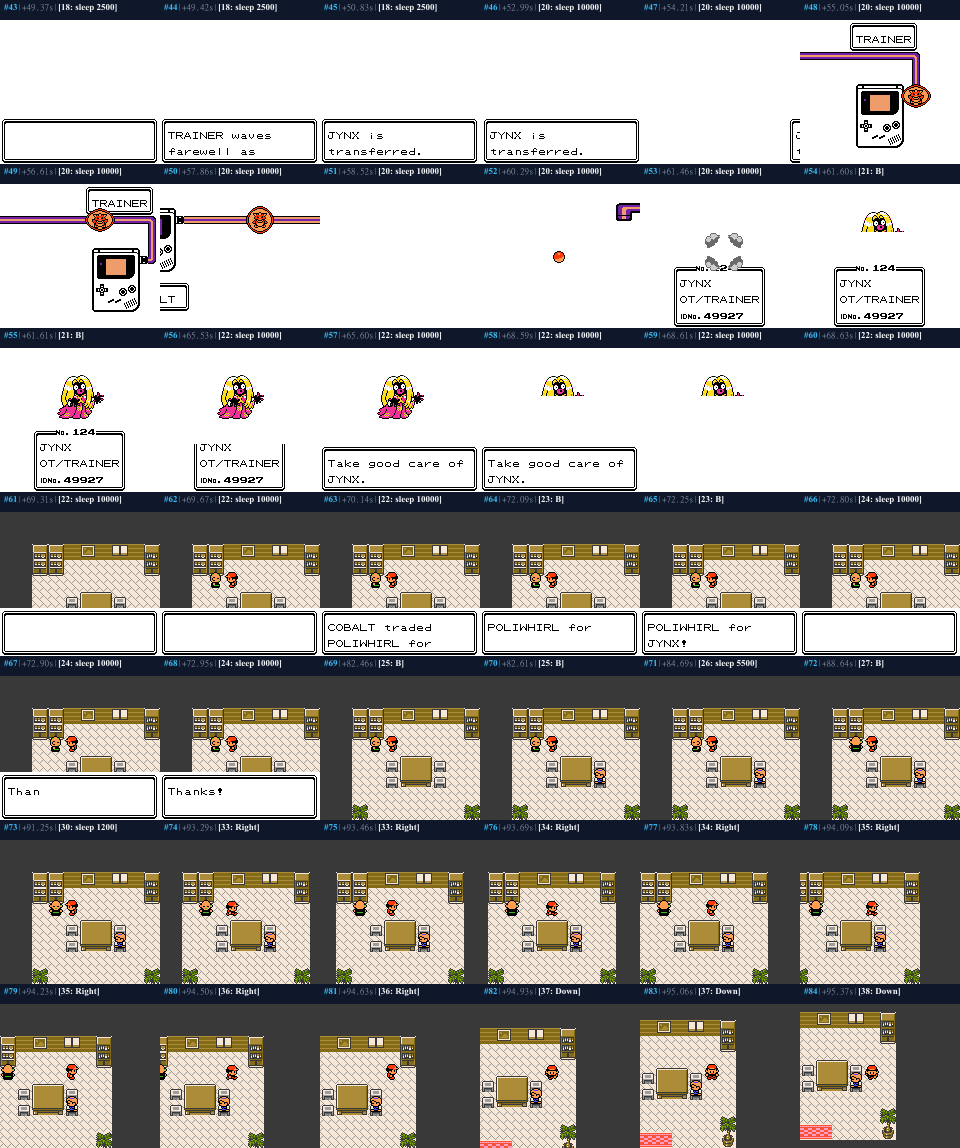 #43|+49.37s| [18: sleep 2500]
#44|+49.42s| [18: sleep 2500]
#45|+50.83s| [18: sleep 2500]
#46|+52.99s| [20: sleep 10000]
#47|+54.21s| [20: sleep 10000]
#48|+55.05s| [20: sleep 10000]
TRAINER waves
farewell as
JYNX is
transferred.
JYNX is
transferred.
TRAINER
#49|+56.61s| [20: sleep 10000]
#50|+57.86s| [20: sleep 10000]
#51|+58.52s| [20: sleep 10000]
#52|+60.29s| [20: sleep 10000]
#53|+61.46s| [20: sleep 10000]
#54|+61.60s| [21: B]
TRAINER
LT
JYNX
OT/TRAINER
IDNo. 49927
No. 124
JYNX
OT/TRAINER
IDNo. 49927
#55|+61.61s| [21: B]
#56|+65.53s| [22: sleep 10000]
#57|+65.60s| [22: sleep 10000]
#58|+68.59s| [22: sleep 10000]
#59|+68.61s| [22: sleep 10000]
#60|+68.63s| [22: sleep 10000]
No. 124
JYNX
OT/TRAINER
IDNo. 49927
JYNX
OT/TRAINER
IDNo. 49927
Take good care of
JYNX.
Take good care of
JYNX.
#61|+69.31s| [22: sleep 10000]
#62|+69.67s| [22: sleep 10000]
#63|+70.14s| [22: sleep 10000]
#64|+72.09s| [23: B]
#65|+72.25s| [23: B]
#66|+72.80s| [24: sleep 10000]
COBALT traded
POLIWHIRL for
POLIWHIRL for
POLIWHIRL for
JYNX!
#67|+72.90s| [24: sleep 10000]
#68|+72.95s| [24: sleep 10000]
#69|+82.46s| [25: B]
#70|+82.61s| [25: B]
#71|+84.69s| [26: sleep 5500]
#72|+88.64s| [27: B]
Than
Thanks!
#73|+91.25s| [30: sleep 1200]
#74|+93.29s| [33: Right]
#75|+93.46s| [33: Right]
#76|+93.69s| [34: Right]
#77|+93.83s| [34: Right]
#78|+94.09s| [35: Right]
#79|+94.23s| [35: Right]
#80|+94.50s| [36: Right]
#81|+94.63s| [36: Right]
#82|+94.93s| [37: Down]
#83|+95.06s| [37: Down]
#84|+95.37s| [38: Down]